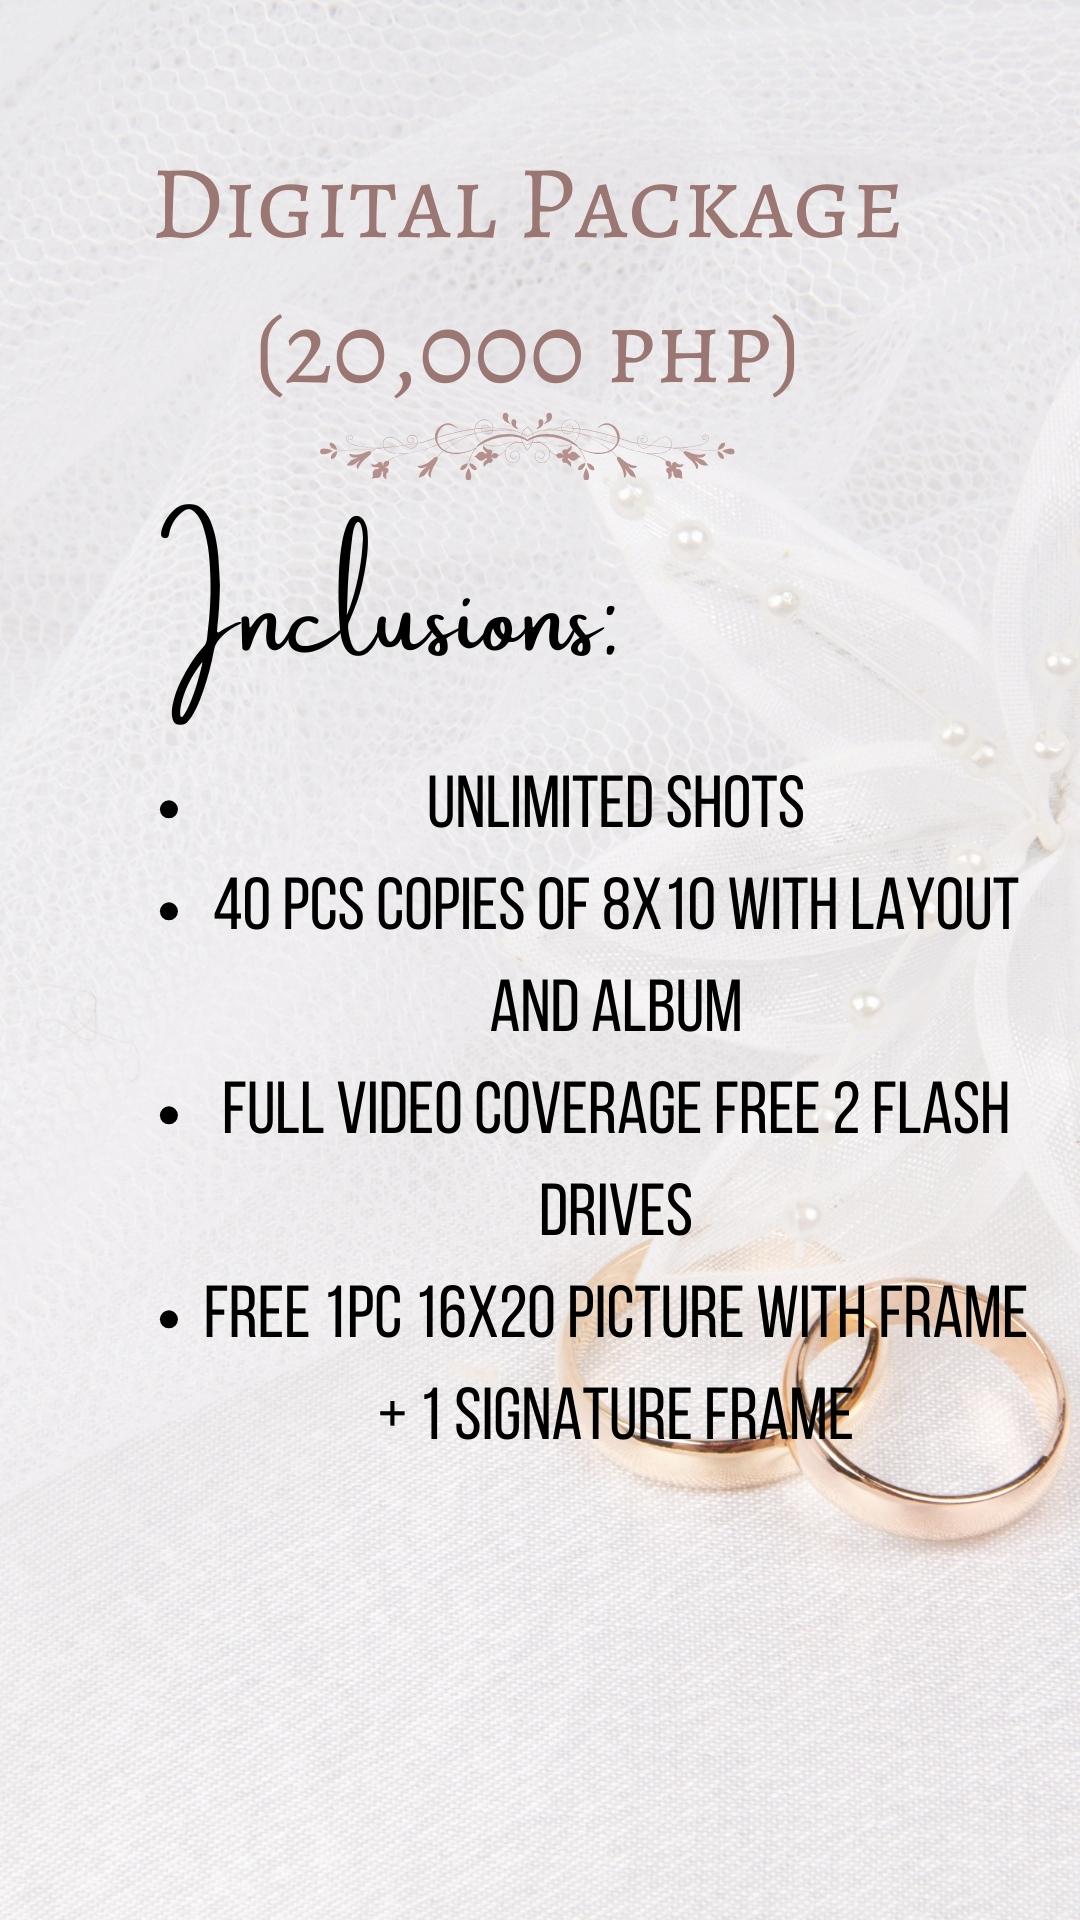 Digital Package
(20,000 PHP)
Inclusions:
• UNLIMITED SHOTS
• 40 PCS COPIES OF 8X10 WITH LAYOUT
AND ALBUM
• FULL VIDEO COVERAGE FREE 2 FLASH
DRIVES
• FREE 1PC 16X20 PICTURE WITH FRAME
+ 1 SIGNATURE FRAME